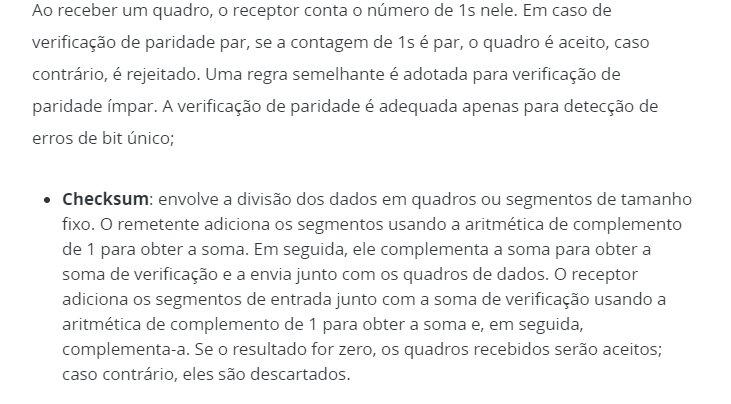 Ao receber um quadro, o receptor conta o número de 1s nele. Em caso de
verificação de paridade par, se a contagem de 1s é par, o quadro é aceito, caso
contrário, é rejeitado. Uma regra semelhante é adotada para verificação de
paridade ímpar. A verificação de paridade é adequada apenas para detecção de
erros de bit único;
• Checksum: envolve a divisão dos dados em quadros ou segmentos de tamanho
fixo. O remetente adiciona os segmentos usando a aritmética de complemento
de 1 para obter a soma. Em seguida, ele complementa a soma para obter a
soma de verificação e a envia junto com os quadros de dados. O receptor
adiciona os segmentos de entrada junto com a soma de verificação usando a
aritmética de complemento de 1 para obter a soma e, em seguida,
complementa-a. Se o resultado for zero, os quadros recebidos serão aceitos;
caso contrário, eles são descartados.